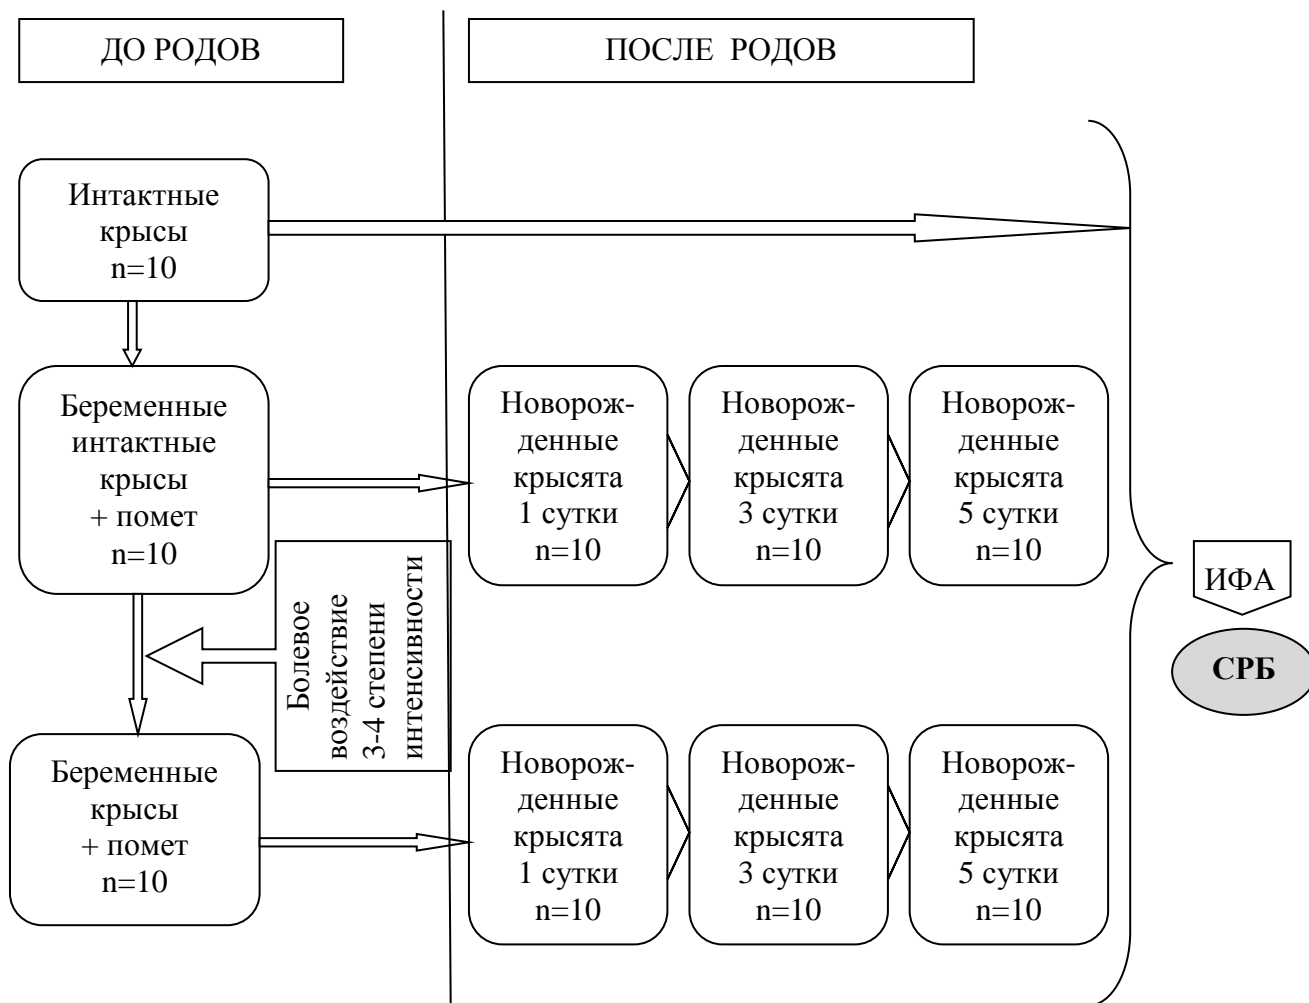 ДО РОДОВ
ПОСЛЕ РОДОВ
Интактные
крысы
n=10
Беременные
интактные
крысы
+ помет
n=10
Новорож-
денные
крысята
1 сутки
n=10
Новорож-
денные
крысята
3 сутки
n=10
Новорож-
денные
крысята
5 сутки
n=10
Болевое
воздействие
3-4 степени
интенсивности
ИФА
СРБ
Беременные
крысы
+ помет
n=10
Новорож-
денные
крысята
1 сутки
n=10
Новорож-
денные
крысята
3 сутки
n=10
Новорож-
денные
крысята
5 сутки
n=10